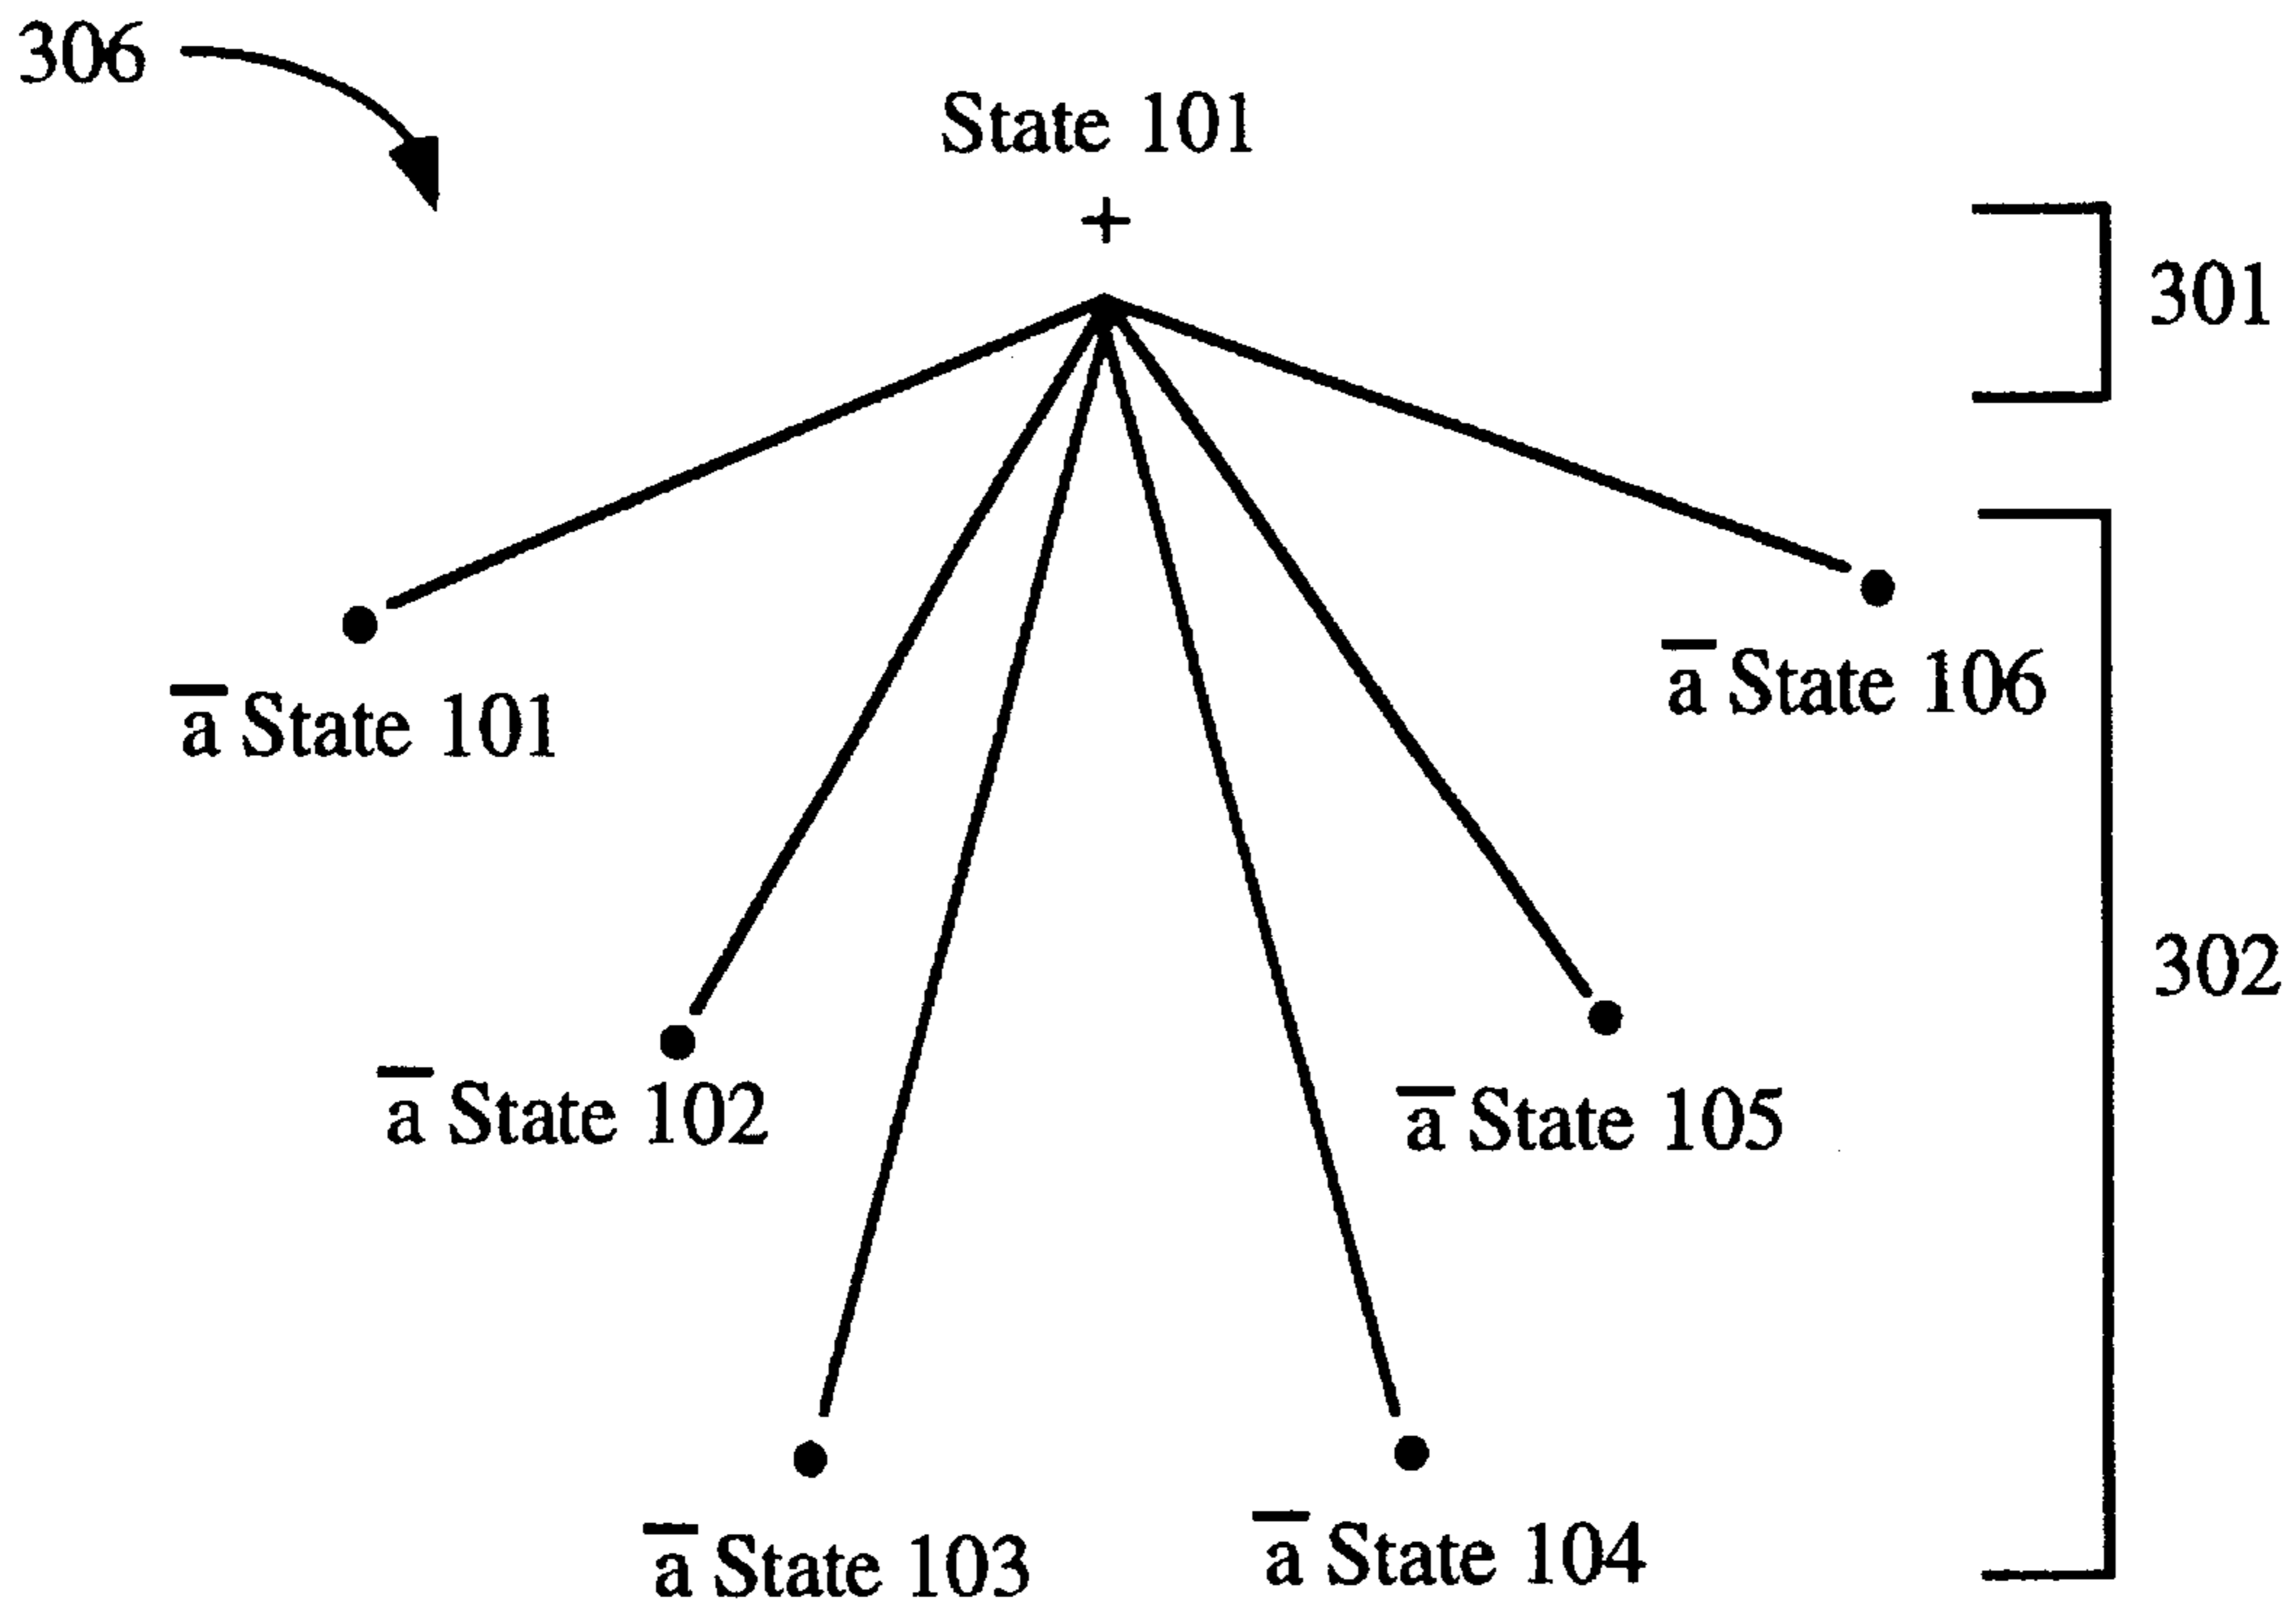 306
State 101
+
301
a̅ State 106
a̅ State 101
302
a̅ State 102
a̅ State 105
a̅ State 103
a̅ State 104